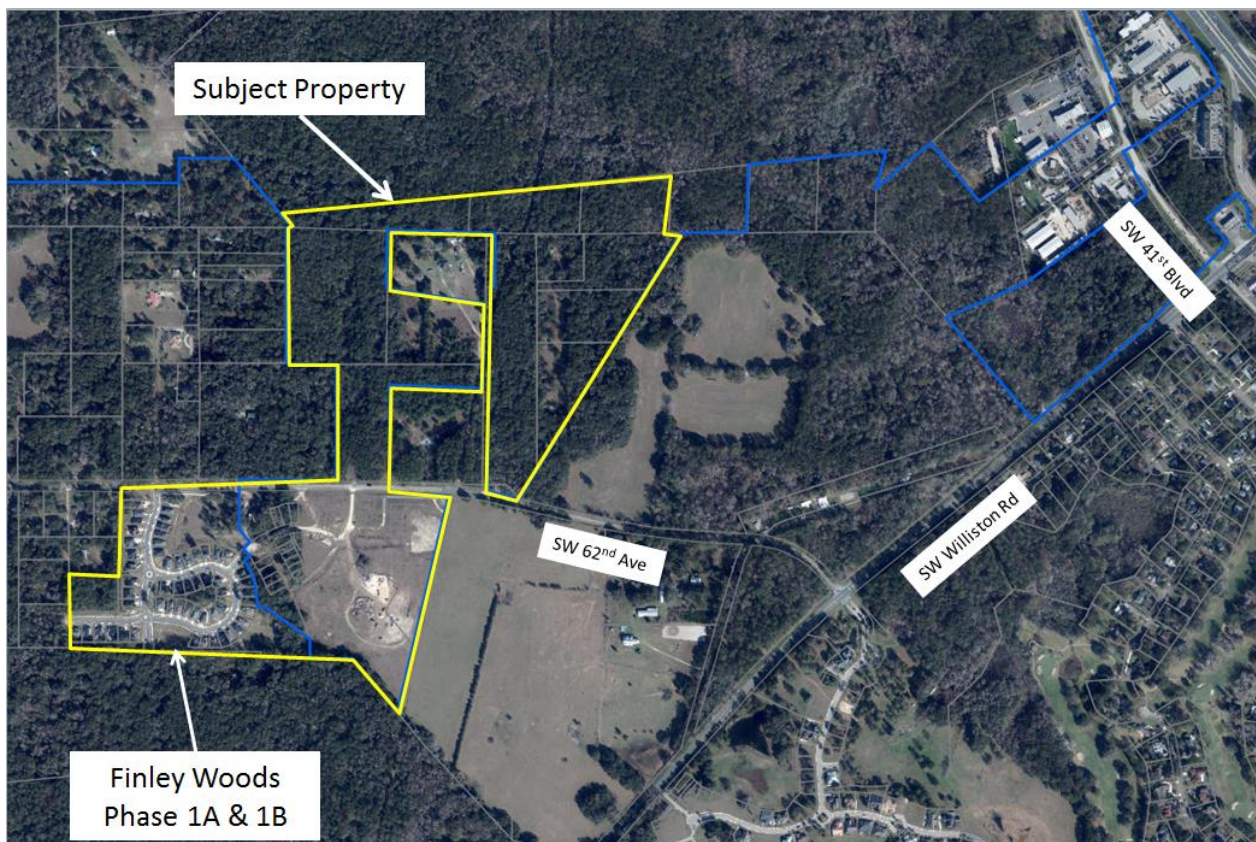 Subject Property
SW 41st Blvd
SW 62nd Ave
SW Williston Rd
Finley Woods
Phase 1A & 1B